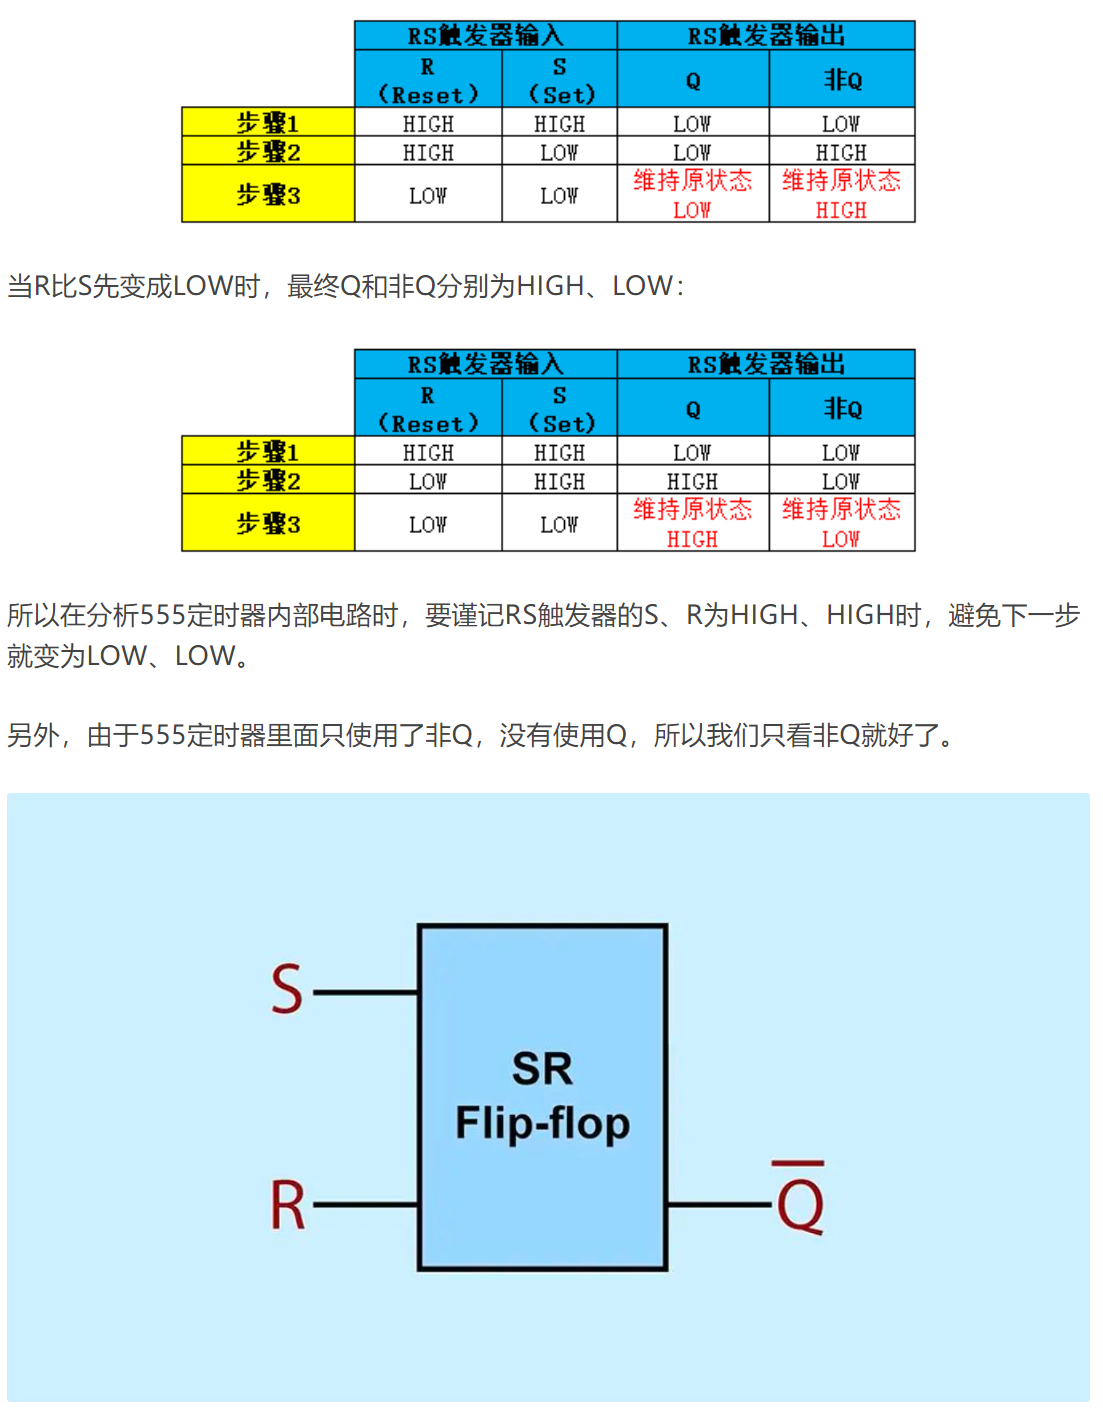 RS触发器输入 RS触发器输出
R (Reset) S (Set) Q 非Q
步骤1 HIGH HIGH LOW LOW
步骤2 HIGH LOW LOW HIGH
步骤3 LOW LOW 维持原状态 LOW 维持原状态 HIGH
当R比S先变成LOW时，最终Q和非Q分别为HIGH、LOW：
RS触发器输入 RS触发器输出
R (Reset) S (Set) Q 非Q
步骤1 HIGH HIGH LOW LOW
步骤2 LOW HIGH HIGH LOW
步骤3 LOW LOW 维持原状态 HIGH 维持原状态 LOW
所以在分析555定时器内部电路时，要谨记RS触发器的S、R为HIGH、HIGH时，避免下一步
就变为LOW、LOW。
另外，由于555定时器里面只使用了非Q，没有使用Q，所以我们只看非Q就好了。
S
SR
Flip-flop
R
Q̅